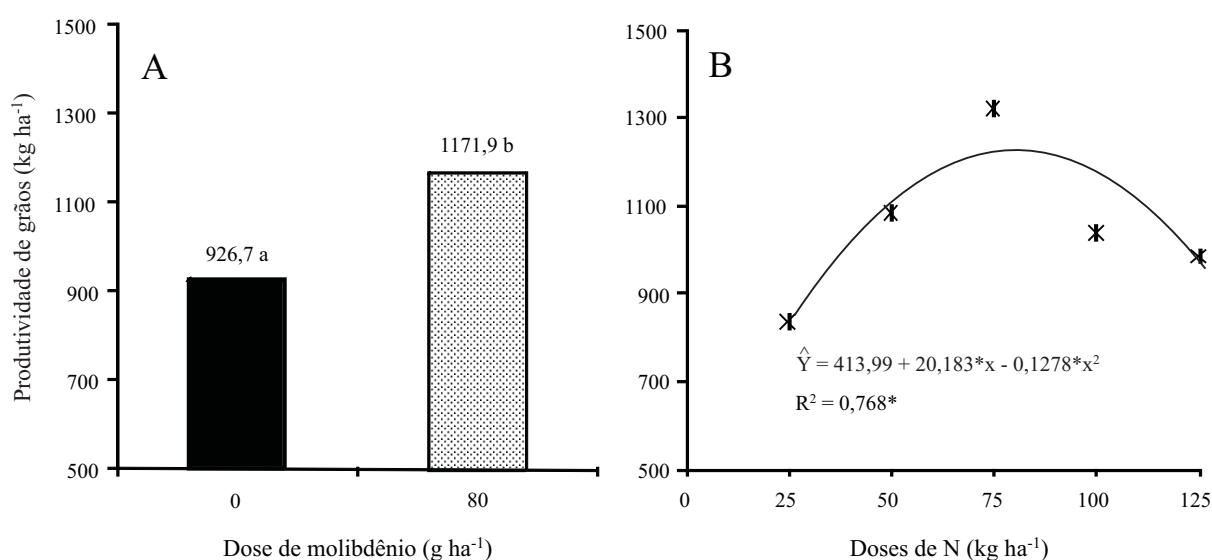 A
Produtividade de grãos (kg ha⁻¹)
1500
1300
1100
900
700
500
926,7 a
1171,9 b
0
80
Dose de molibdênio (g ha⁻¹)
B
1500
1300
1100
900
700
500
Ŷ = 413,99 + 20,183*x - 0,1278*x²
R² = 0,768*
0
25
50
75
100
125
Doses de N (kg ha⁻¹)